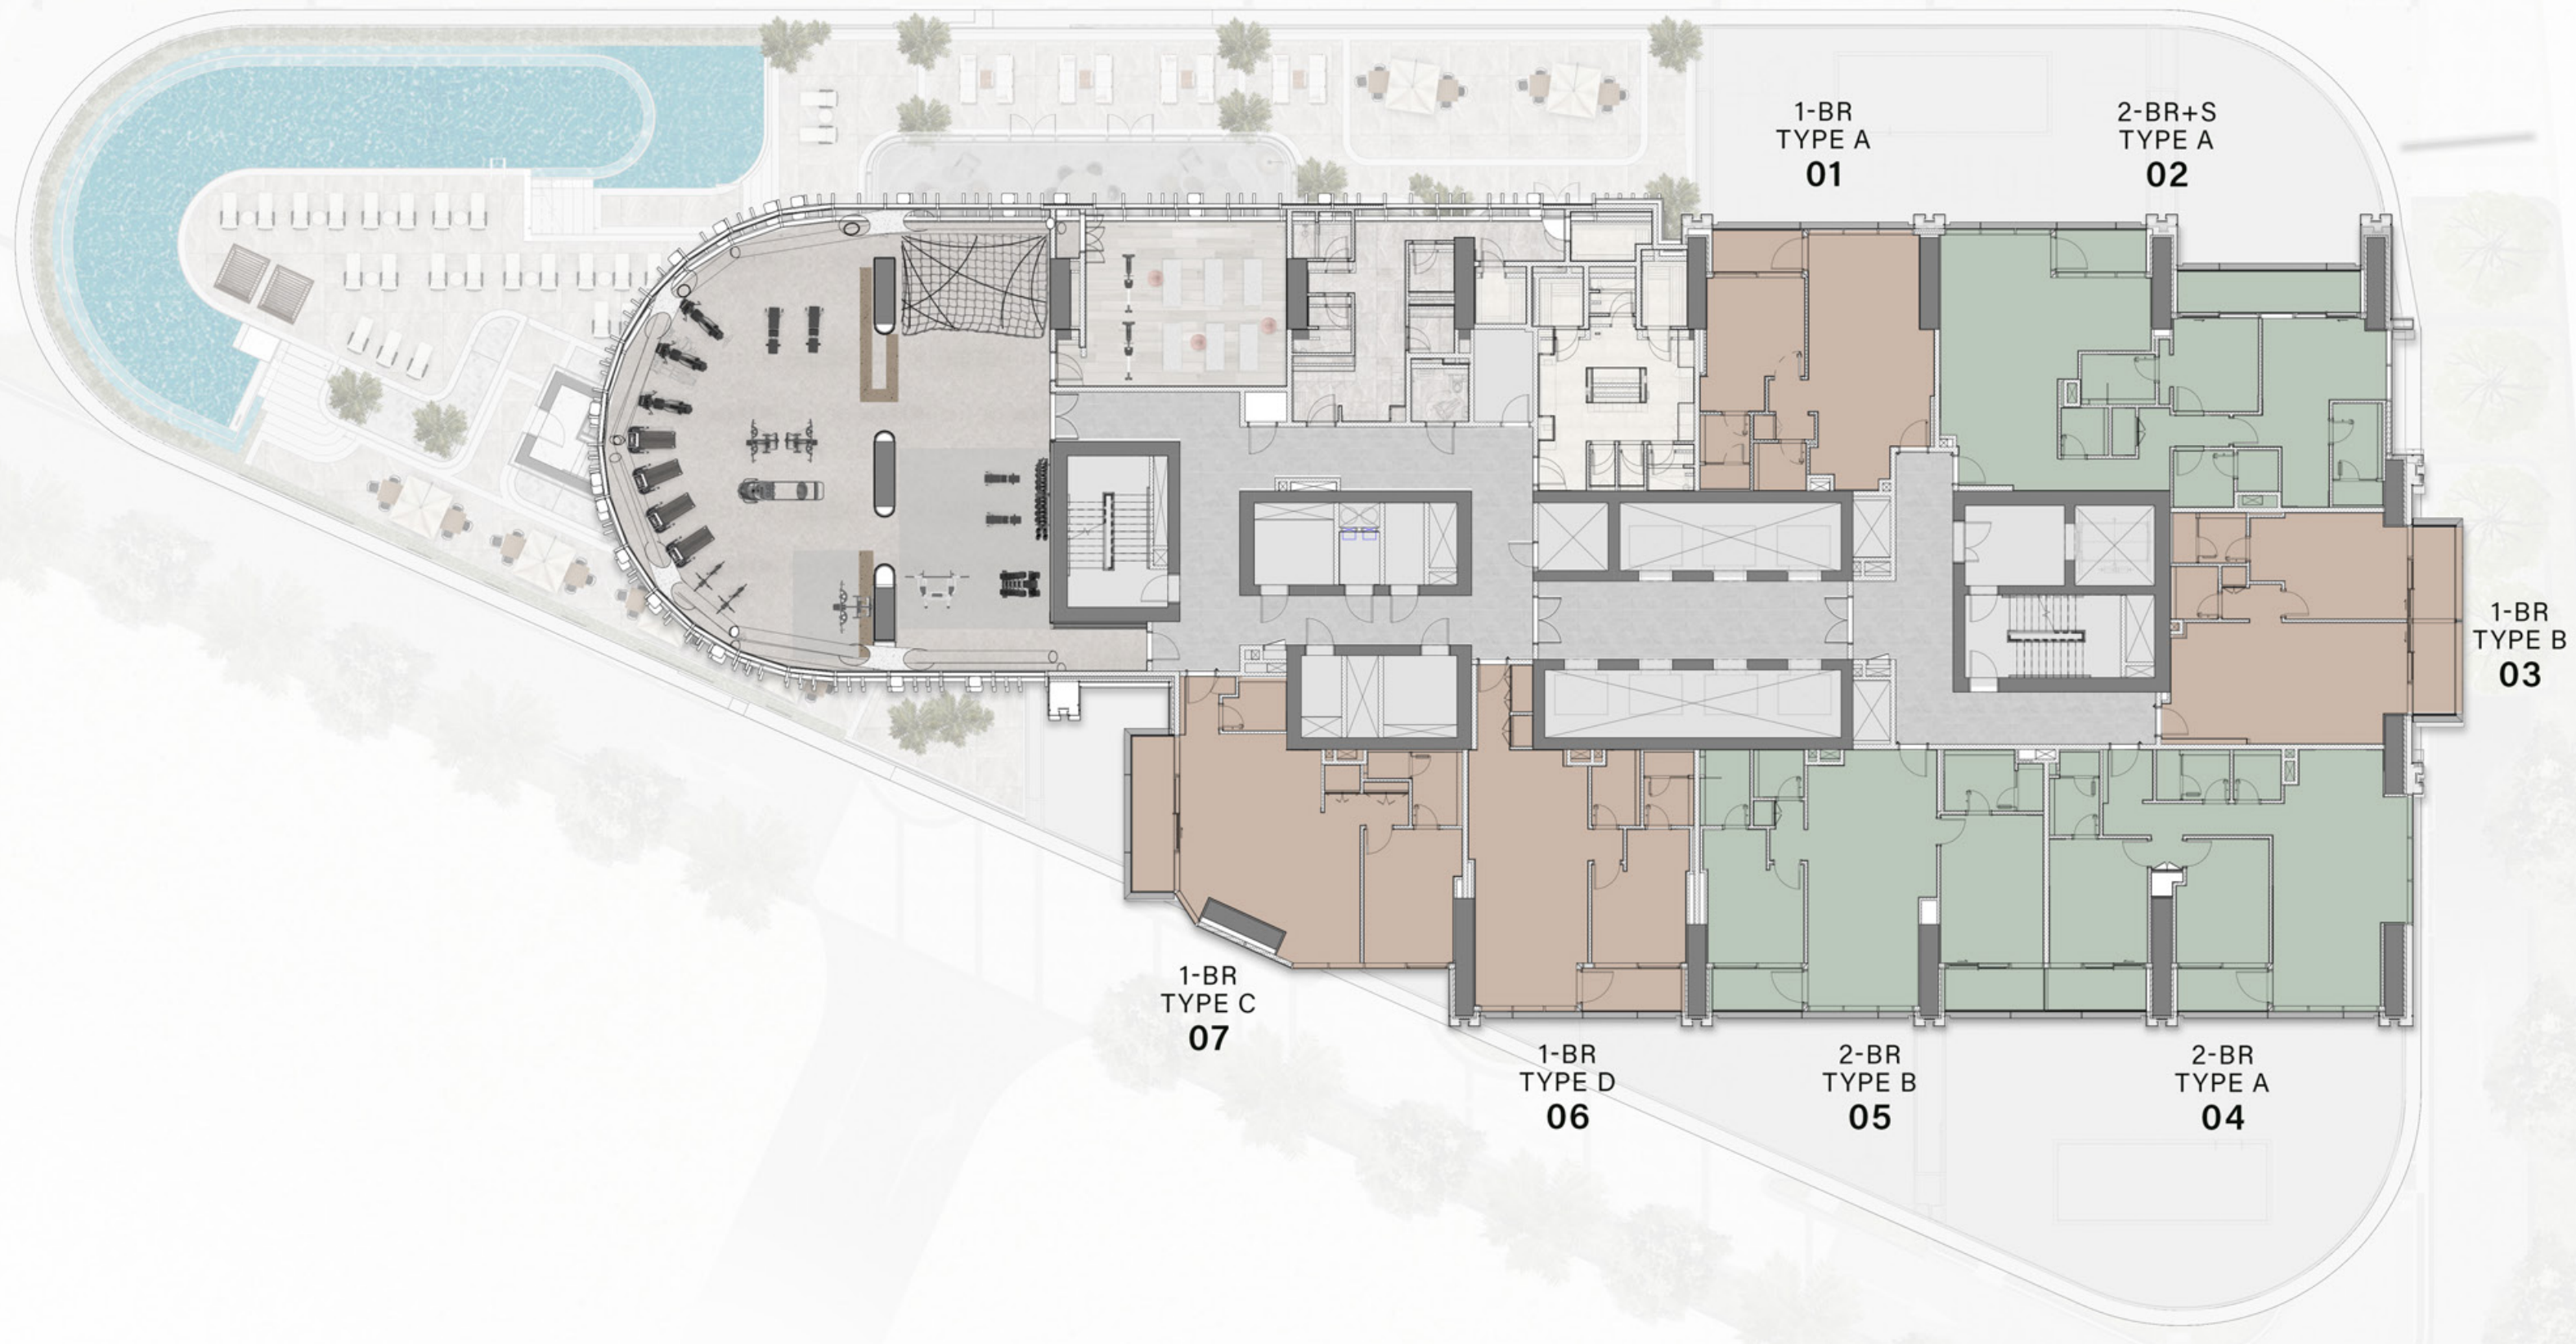 1-BR
TYPE A
01
2-BR+S
TYPE A
02
1-BR
TYPE B
03
1-BR
TYPE C
07
1-BR
TYPE D
06
2-BR
TYPE B
05
2-BR
TYPE A
04